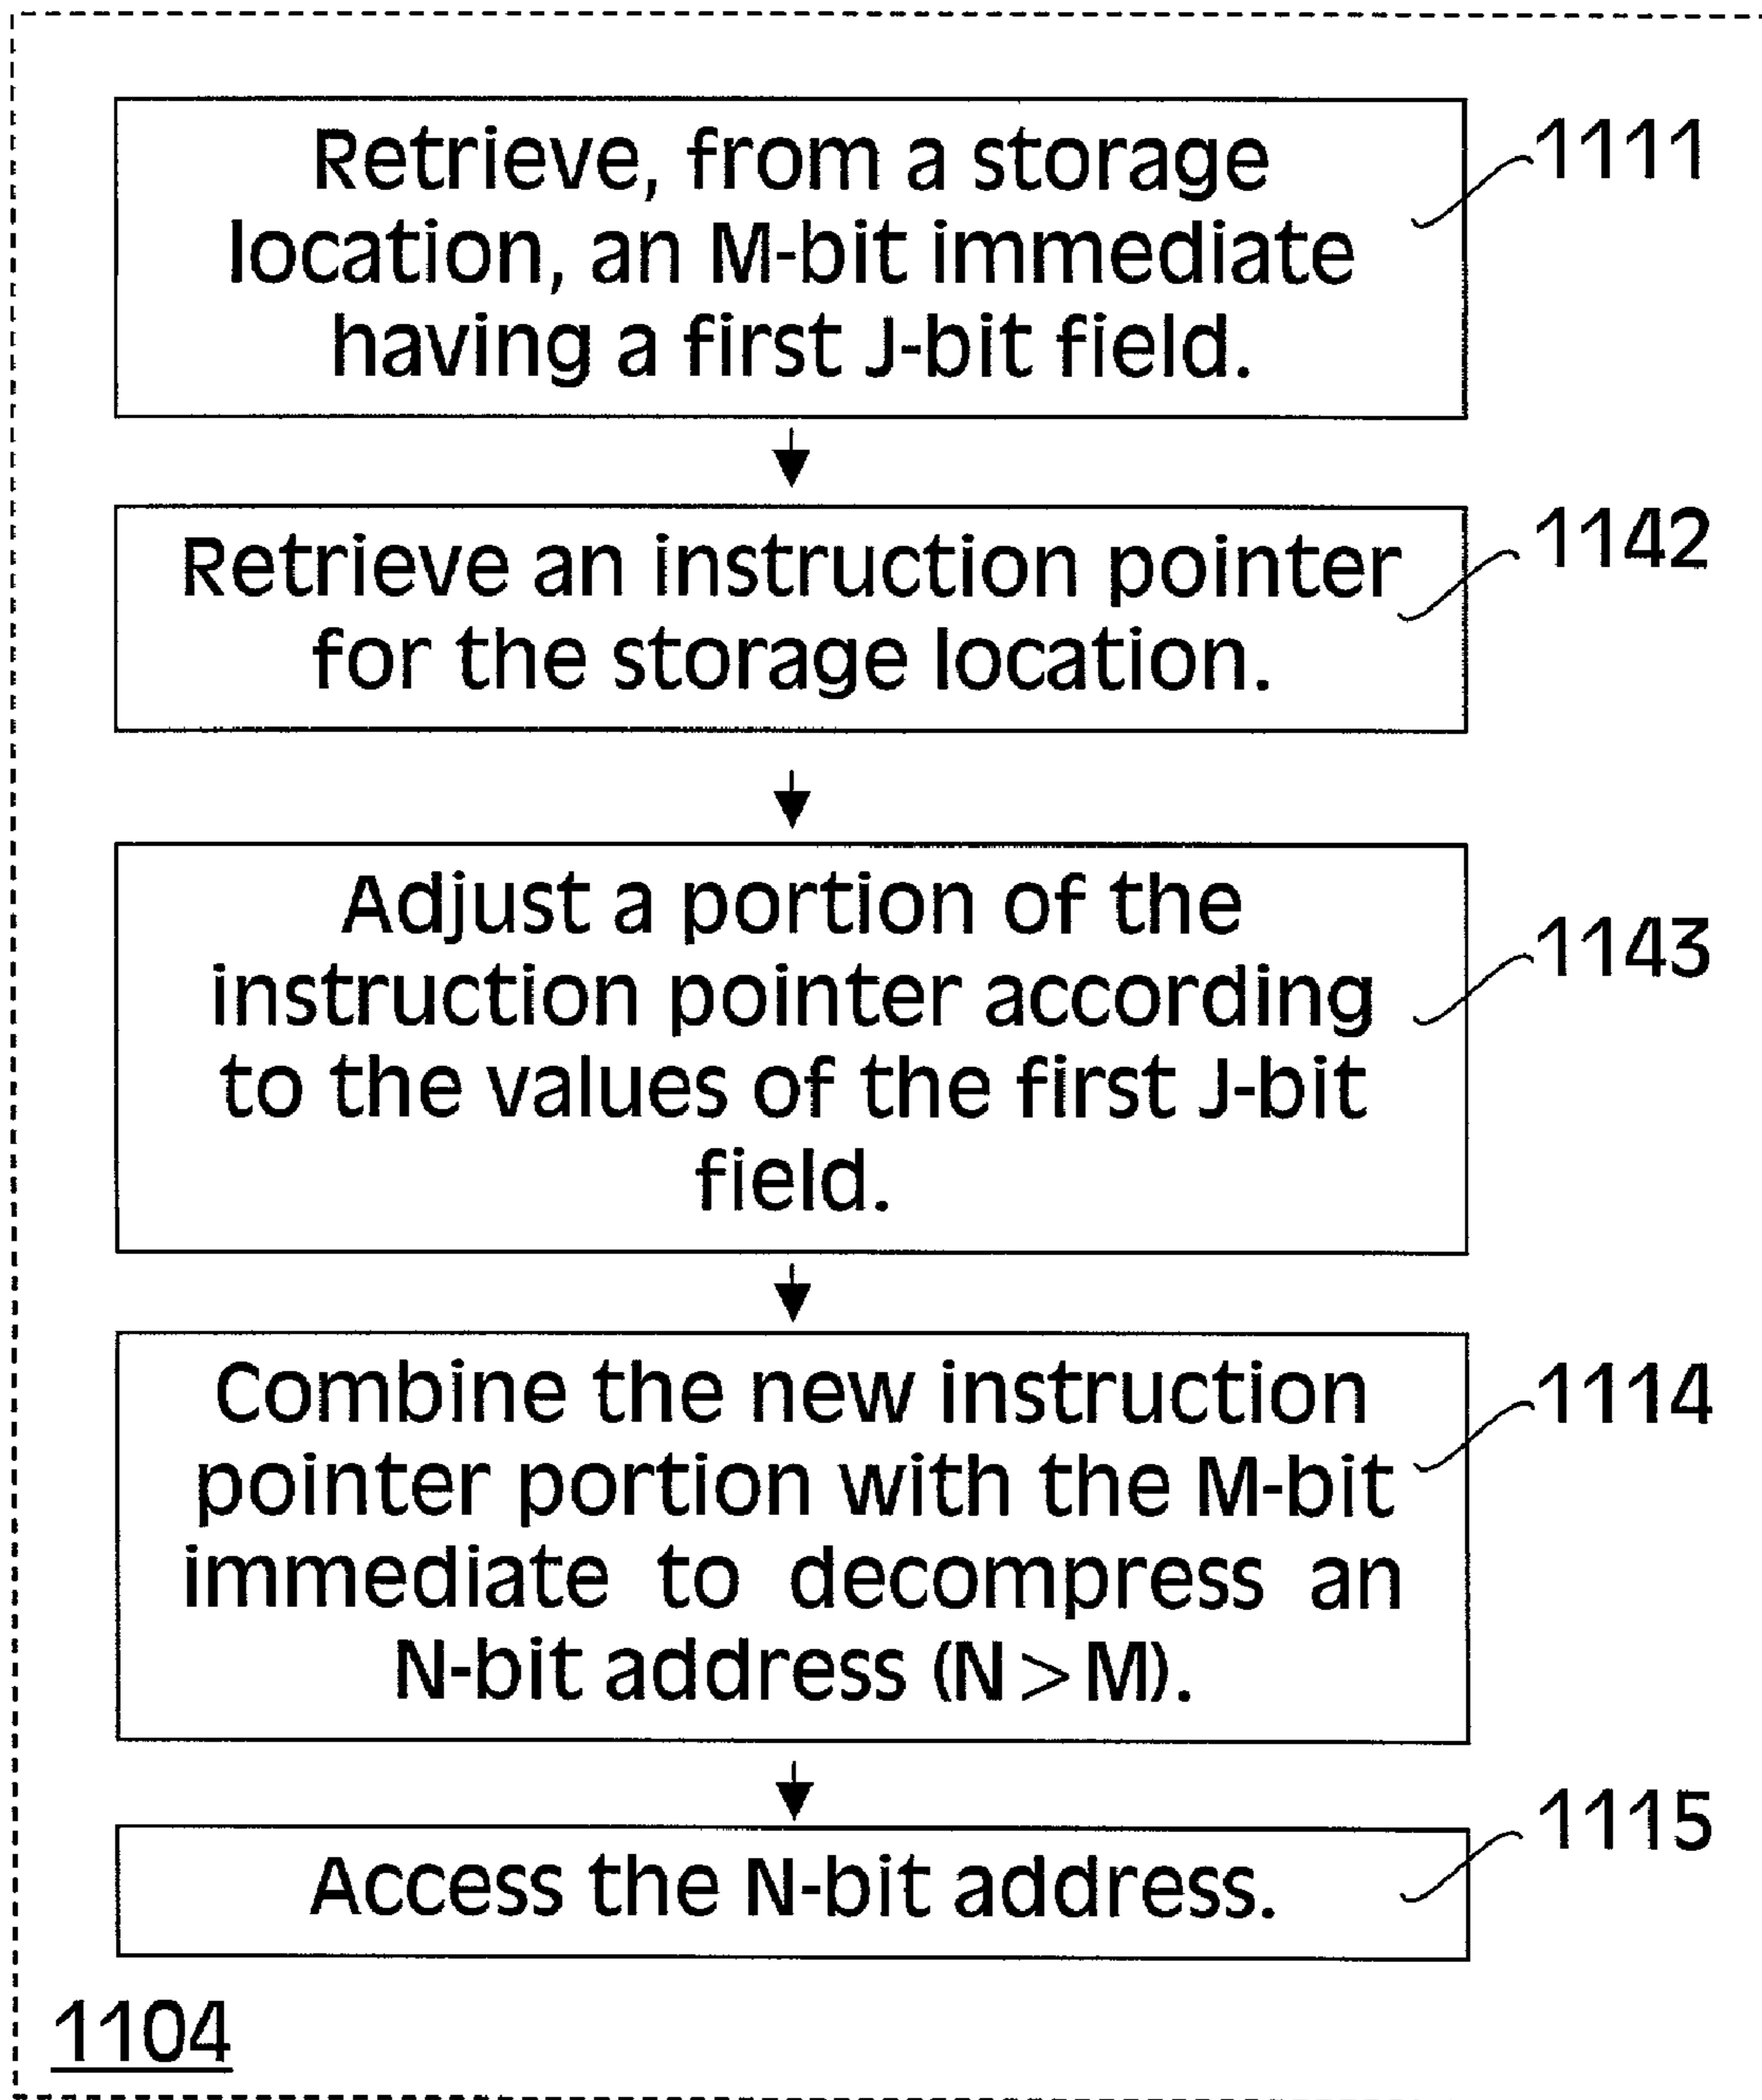 Retrieve, from a storage
location, an M-bit immediate
having a first J-bit field.
1111
Retrieve an instruction pointer
for the storage location.
1142
Adjust a portion of the
instruction pointer according
to the values of the first J-bit
field.
1143
Combine the new instruction
pointer portion with the M-bit
immediate to decompress an
N-bit address (N > M).
1114
Access the N-bit address.
1115
1104